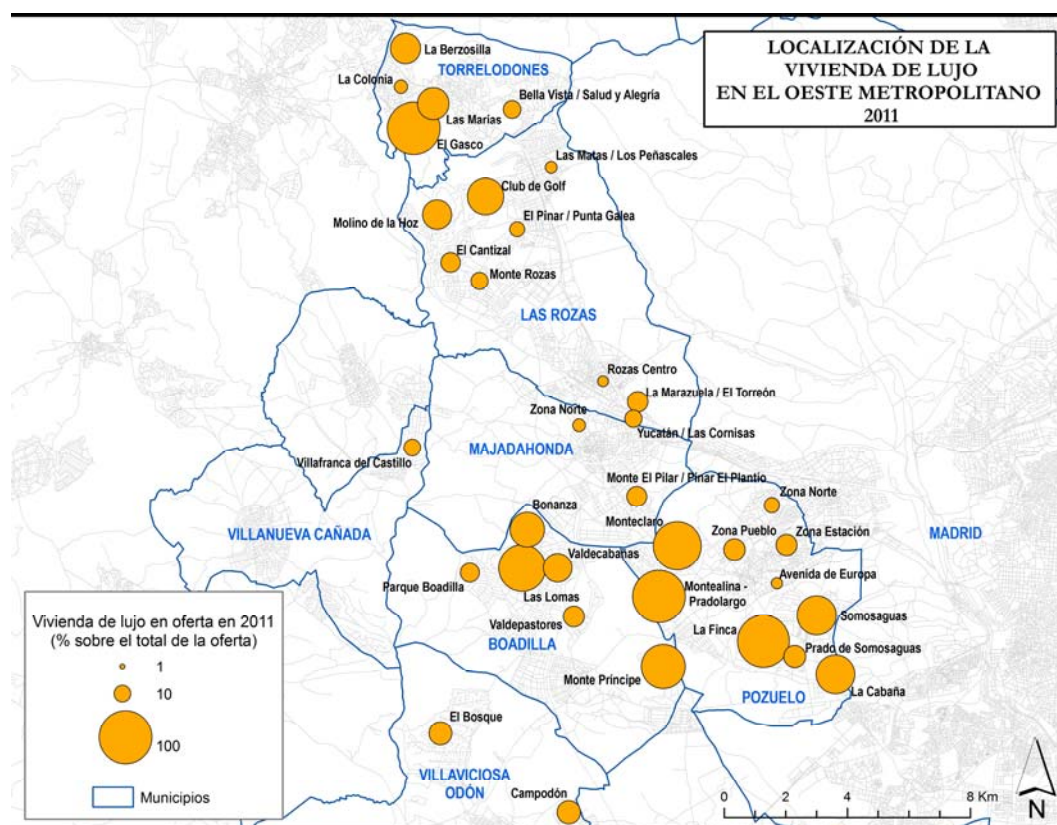 LOCALIZACIÓN DE LA
VIVIENDA DE LUJO
EN EL OESTE METROPOLITANO
2011
La Berzosilla
TORRELODONES
La Colonia
Bella Vista / Salud y Alegría
Las Marías
El Gasco
Las Matas / Los Peñascales
Club de Golf
Molino de la Hoz
El Pinar / Punta Galea
El Cantizal
Monte Rozas
LAS ROZAS
Rozas Centro
La Marazuela / El Torreón
Zona Norte
Yucatán / Las Cornisas
MAJADAHONDA
Villafranca del Castillo
Monte El Pilar / Pinar El Plantío
Zona Norte
Bonanza
Monteclaro
Zona Pueblo
Zona Estación
MADRID
VILLANUEVA CAÑADA
Valdecabañas
Parque Boadilla
Avenida de Europa
Las Lomas
Montealina -
Pradolargo
Valdepastores
Somosaguas
La Finca
BOADILLA
Prado de Somosaguas
Monte Príncipe
La Cabaña
POZUELO
El Bosque
VILLAVICIOSA
ODÓN
Campodón
Vivienda de lujo en oferta en 2011
(% sobre el total de la oferta)
1
10
100
Municipios
0 2 4 8 Km
N